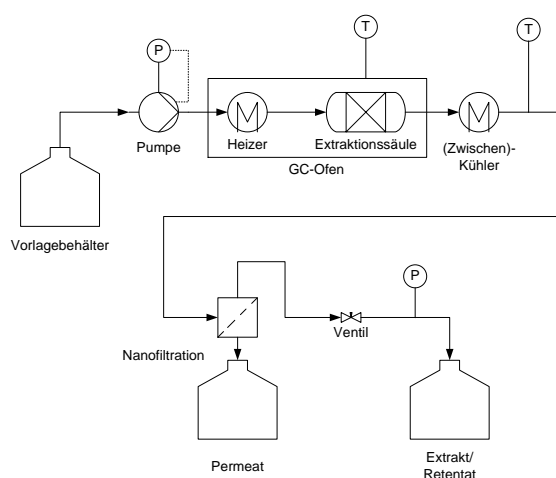 P
T
T
Pumpe
Heizer
Extraktionssäule
(Zwischen)-
Kühler
GC-Ofen
Vorlagebehälter
P
Ventil
Nanofiltration
Permeat
Extrakt/
Retentat